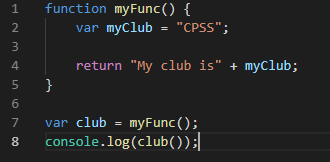 1 function myFunc() {
2     var myClub = "CPSS";
3
4     return "My club is" + myClub;
5 }
6
7 var club = myFunc();
8 console.log(club());